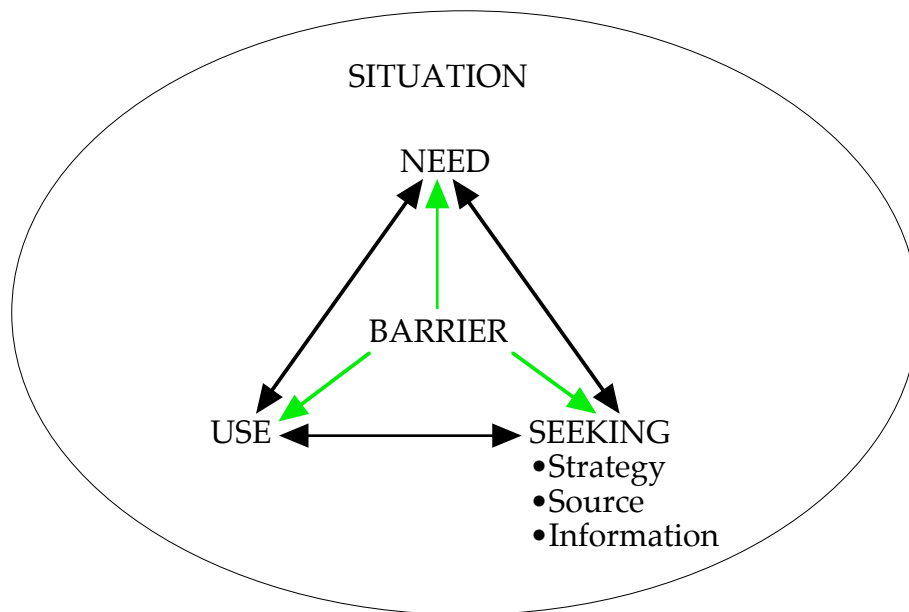 SITUATION
NEED
BARRIER
USE
SEEKING
•Strategy
•Source
•Information